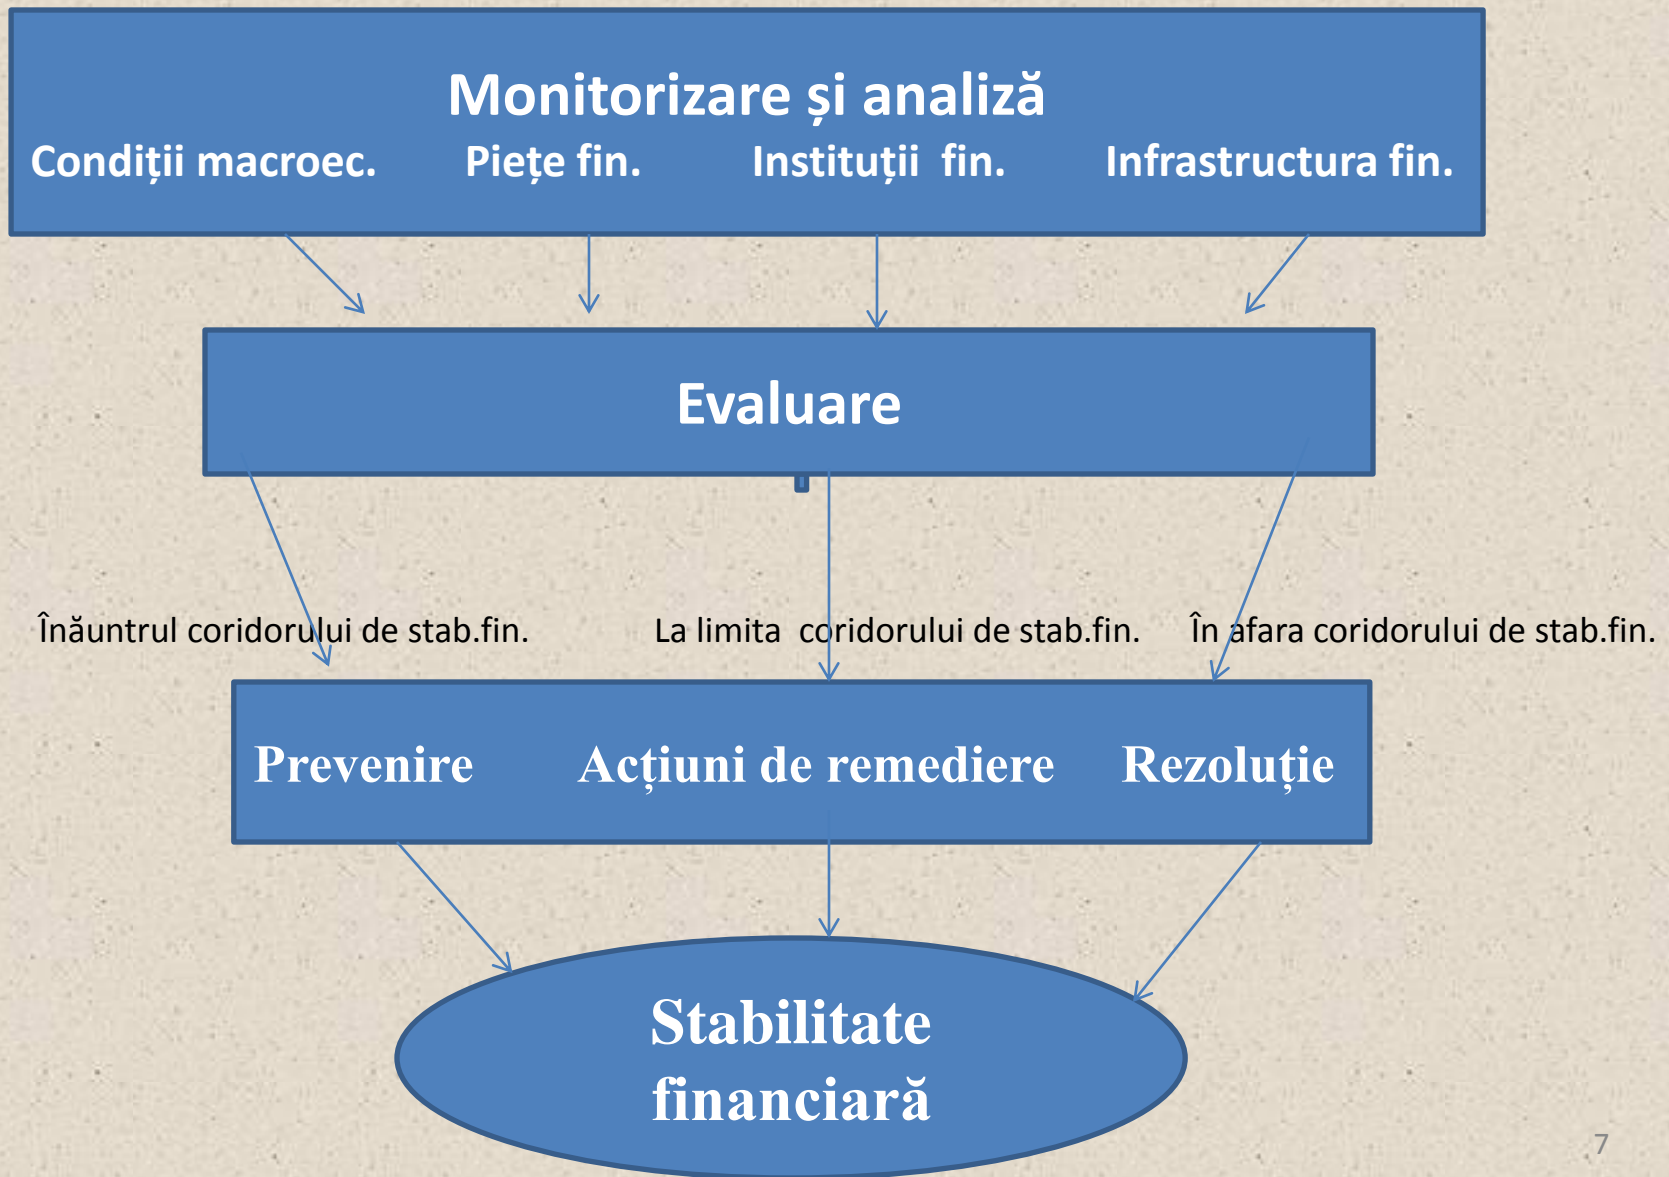 Monitorizare și analiză
Condiții macroec. Piețe fin. Instituții fin. Infrastructura fin.
Evaluare
Înăuntrul coridorului de stab.fin. La limita coridorului de stab.fin. În afara coridorului de stab.fin.
Prevenire Acțiuni de remediere Rezoluție
Stabilitate
financiară
7